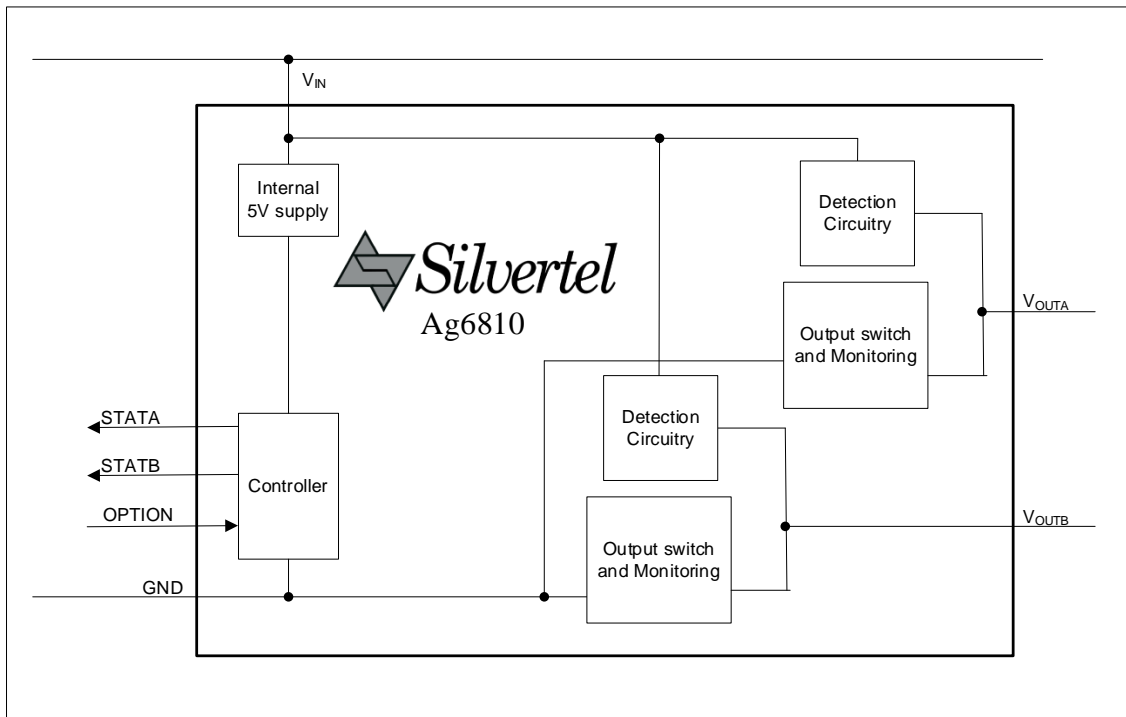 VIN
Internal
5V supply
Detection
Circuitry
Silvertel
Ag6810
VOUTA
Output switch
and Monitoring
STATA
Detection
Circuitry
STATB
Controller
OPTION
VOUTB
Output switch
and Monitoring
GND